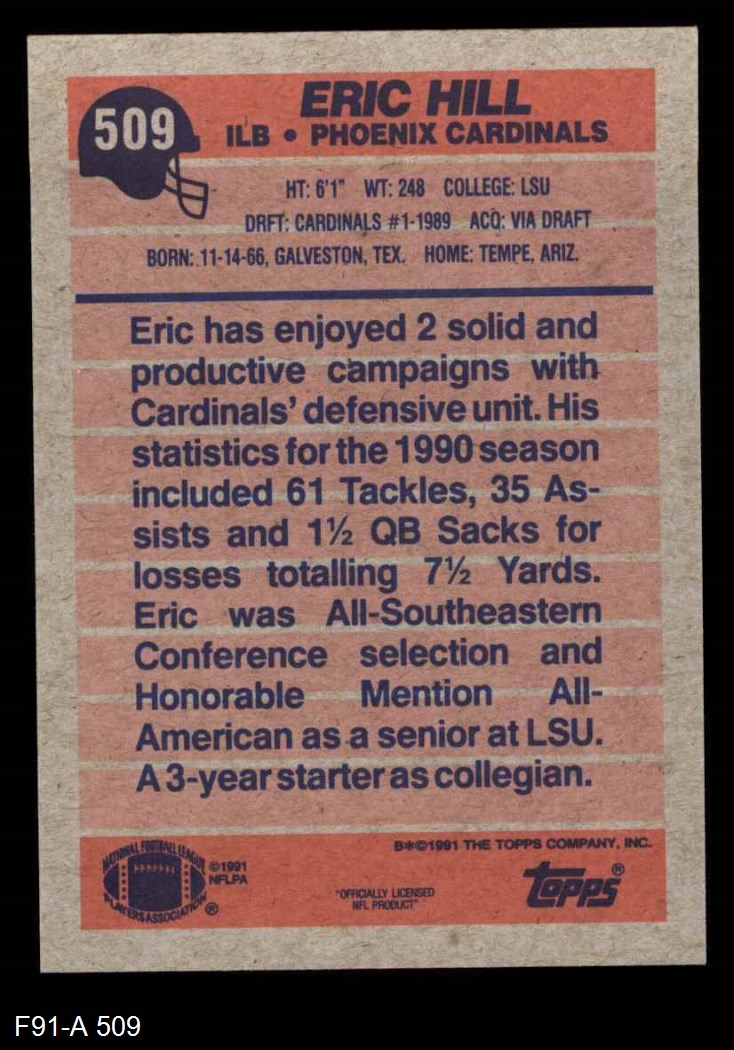 509
ERIC HILL
ILB • PHOENIX CARDINALS
HT: 6'1" WT: 248 COLLEGE: LSU
DRFT: CARDINALS #1-1989 ACQ: VIA DRAFT
BORN: 11-14-66, GALVESTON, TEX. HOME: TEMPE, ARIZ.
Eric has enjoyed 2 solid and
productive campaigns with
Cardinals' defensive unit. His
statistics for the 1990 season
included 61 Tackles, 35 As-
sists and 1½ QB Sacks for
losses totalling 7½ Yards.
Eric was All-Southeastern
Conference selection and
Honorable Mention All-
American as a senior at LSU.
A 3-year starter as collegian.
B*©1991 THE TOPPS COMPANY, INC.
NATIONAL FOOTBALL LEAGUE
PLAYERS ASSOCIATION ®
©1991
NFLPA
"OFFICIALLY LICENSED
NFL PRODUCT"
topps®
F91-A 509